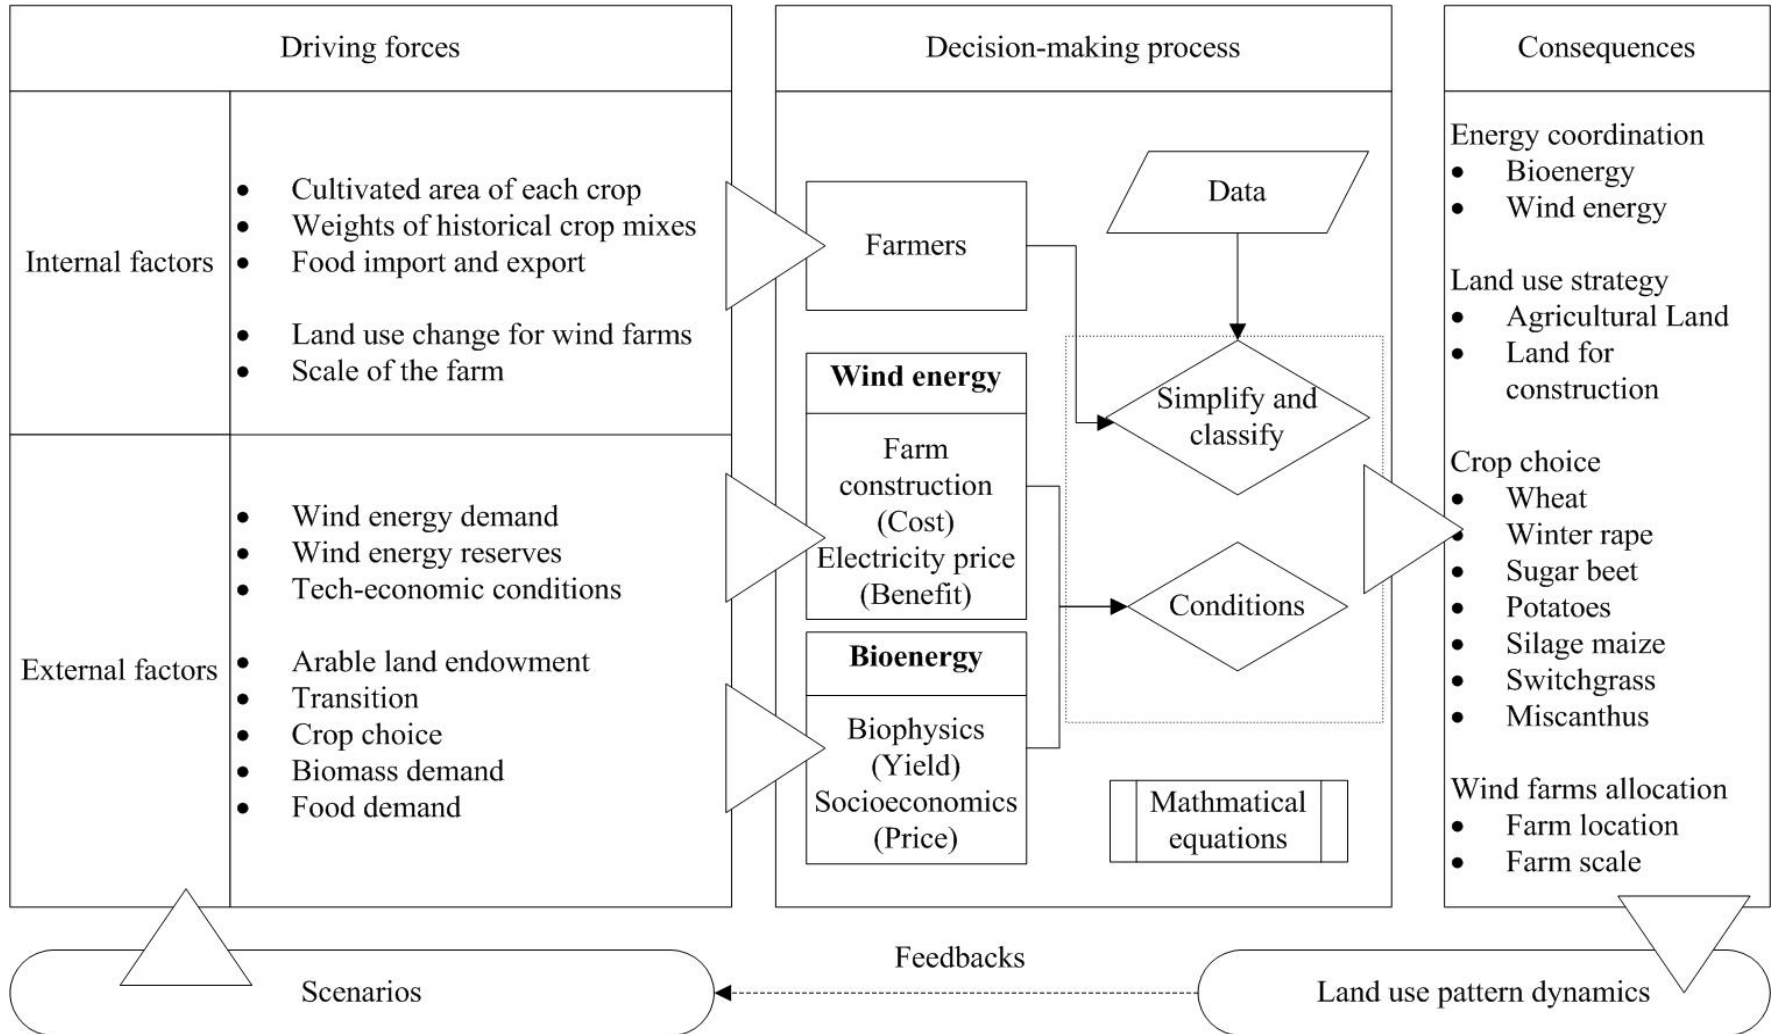 Driving forces
Internal factors
• Cultivated area of each crop
• Weights of historical crop mixes
• Food import and export
• Land use change for wind farms
• Scale of the farm
External factors
• Wind energy demand
• Wind energy reserves
• Tech-economic conditions
• Arable land endowment
• Transition
• Crop choice
• Biomass demand
• Food demand
Decision-making process
Farmers
Data
Simplify and
classify
Wind energy
Farm
construction
(Cost)
Electricity price
(Benefit)
Conditions
Bioenergy
Biophysics
(Yield)
Socioeconomics
(Price)
Mathmatical
equations
Consequences
Energy coordination
• Bioenergy
• Wind energy
Land use strategy
• Agricultural Land
• Land for
construction
Crop choice
• Wheat
• Winter rape
• Sugar beet
• Potatoes
• Silage maize
• Switchgrass
• Miscanthus
Wind farms allocation
• Farm location
• Farm scale
Scenarios
Feedbacks
Land use pattern dynamics